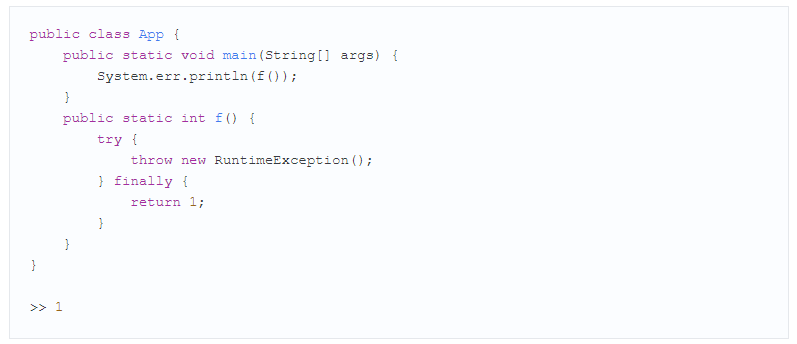 public class App {
    public static void main(String[] args) {
        System.err.println(f());
    }
    public static int f() {
        try {
            throw new RuntimeException();
        } finally {
            return 1;
        }
    }
}

>> 1